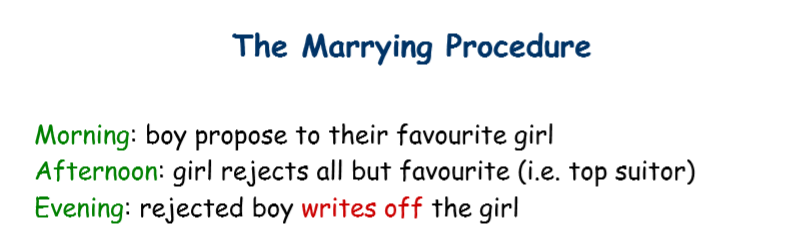 The Marrying Procedure
Morning: boy propose to their favourite girl
Afternoon: girl rejects all but favourite (i.e. top suitor)
Evening: rejected boy writes off the girl